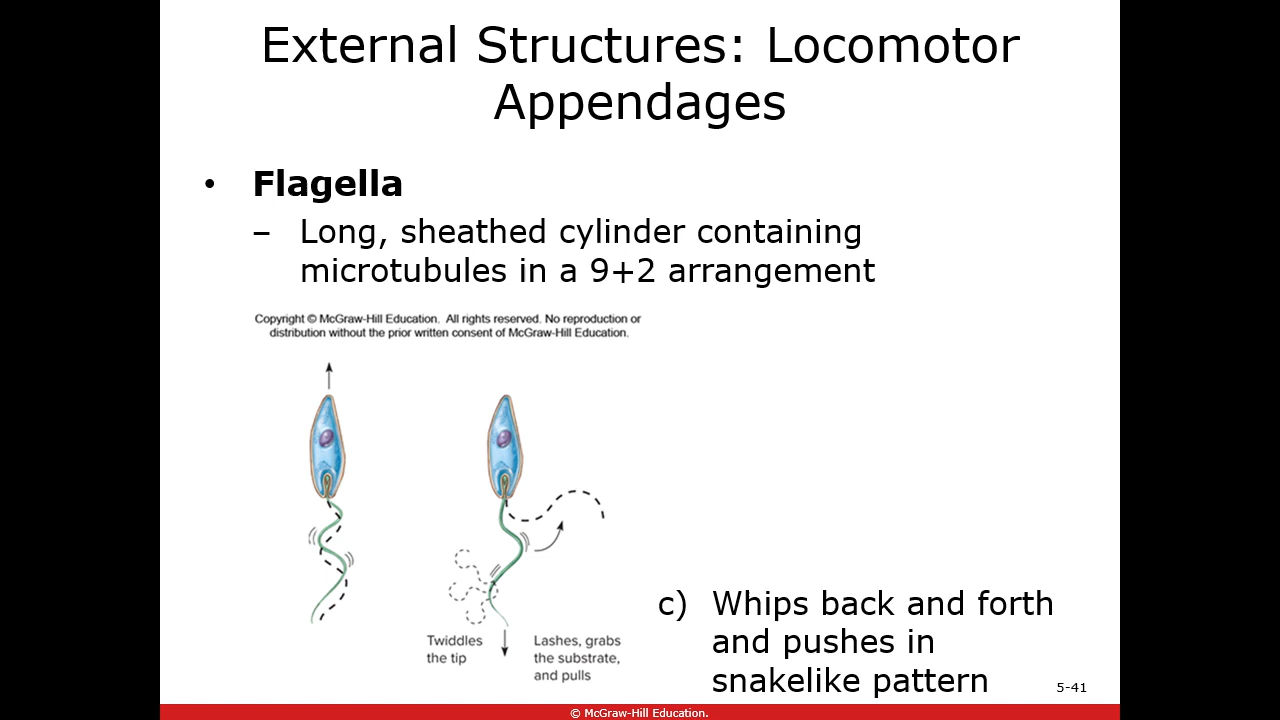 External Structures: Locomotor
Appendages
• Flagella
– Long, sheathed cylinder containing
microtubules in a 9+2 arrangement
Copyright © McGraw-Hill Education. All rights reserved. No reproduction or
distribution without the prior written consent of McGraw-Hill Education.
Twiddles
the tip
Lashes, grabs
the substrate,
and pulls
c) Whips back and forth
and pushes in
snakelike pattern
5-41
© McGraw-Hill Education.